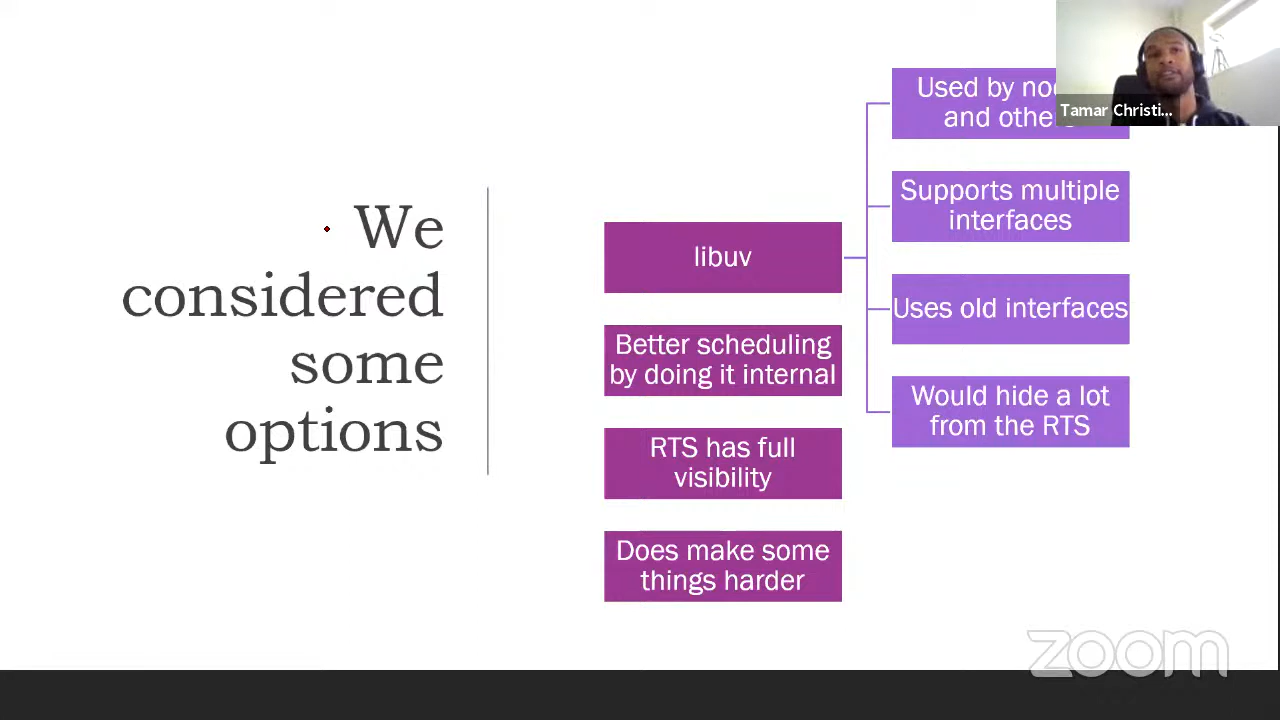 We
considered
some
options
libuv
Better scheduling
by doing it internal
RTS has full
visibility
Does make some
things harder
Used by
and
Supports multiple
interfaces
Uses old interfaces
Would hide a lot
from the RTS
Tamar Christi...
zoom